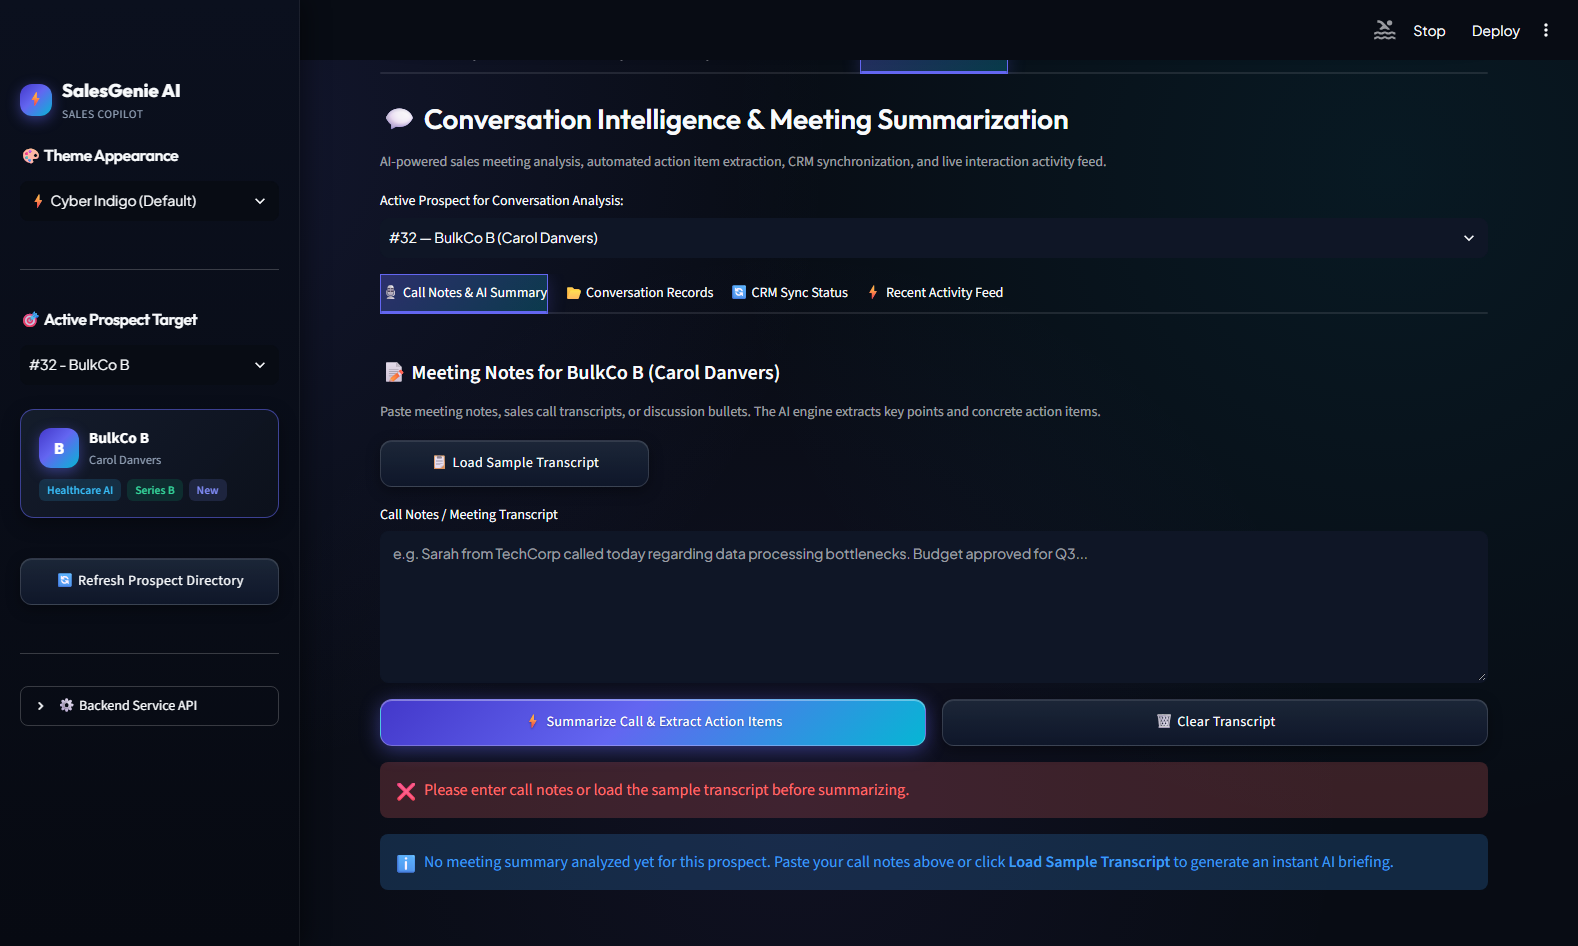 Stop
Deploy
SalesGenie AI
SALES COPILOT
Theme Appearance
Cyber Indigo (Default)
Active Prospect Target
#32 - BulkCo B
B
BulkCo B
Carol Danvers
Healthcare AI
Series B
New
Refresh Prospect Directory
Backend Service API
Conversation Intelligence & Meeting Summarization
AI-powered sales meeting analysis, automated action item extraction, CRM synchronization, and live interaction activity feed.
Active Prospect for Conversation Analysis:
#32 — BulkCo B (Carol Danvers)
Call Notes & AI Summary
Conversation Records
CRM Sync Status
Recent Activity Feed
Meeting Notes for BulkCo B (Carol Danvers)
Paste meeting notes, sales call transcripts, or discussion bullets. The AI engine extracts key points and concrete action items.
Load Sample Transcript
Call Notes / Meeting Transcript
e.g. Sarah from TechCorp called today regarding data processing bottlenecks. Budget approved for Q3...
Summarize Call & Extract Action Items
Clear Transcript
Please enter call notes or load the sample transcript before summarizing.
No meeting summary analyzed yet for this prospect. Paste your call notes above or click Load Sample Transcript to generate an instant AI briefing.